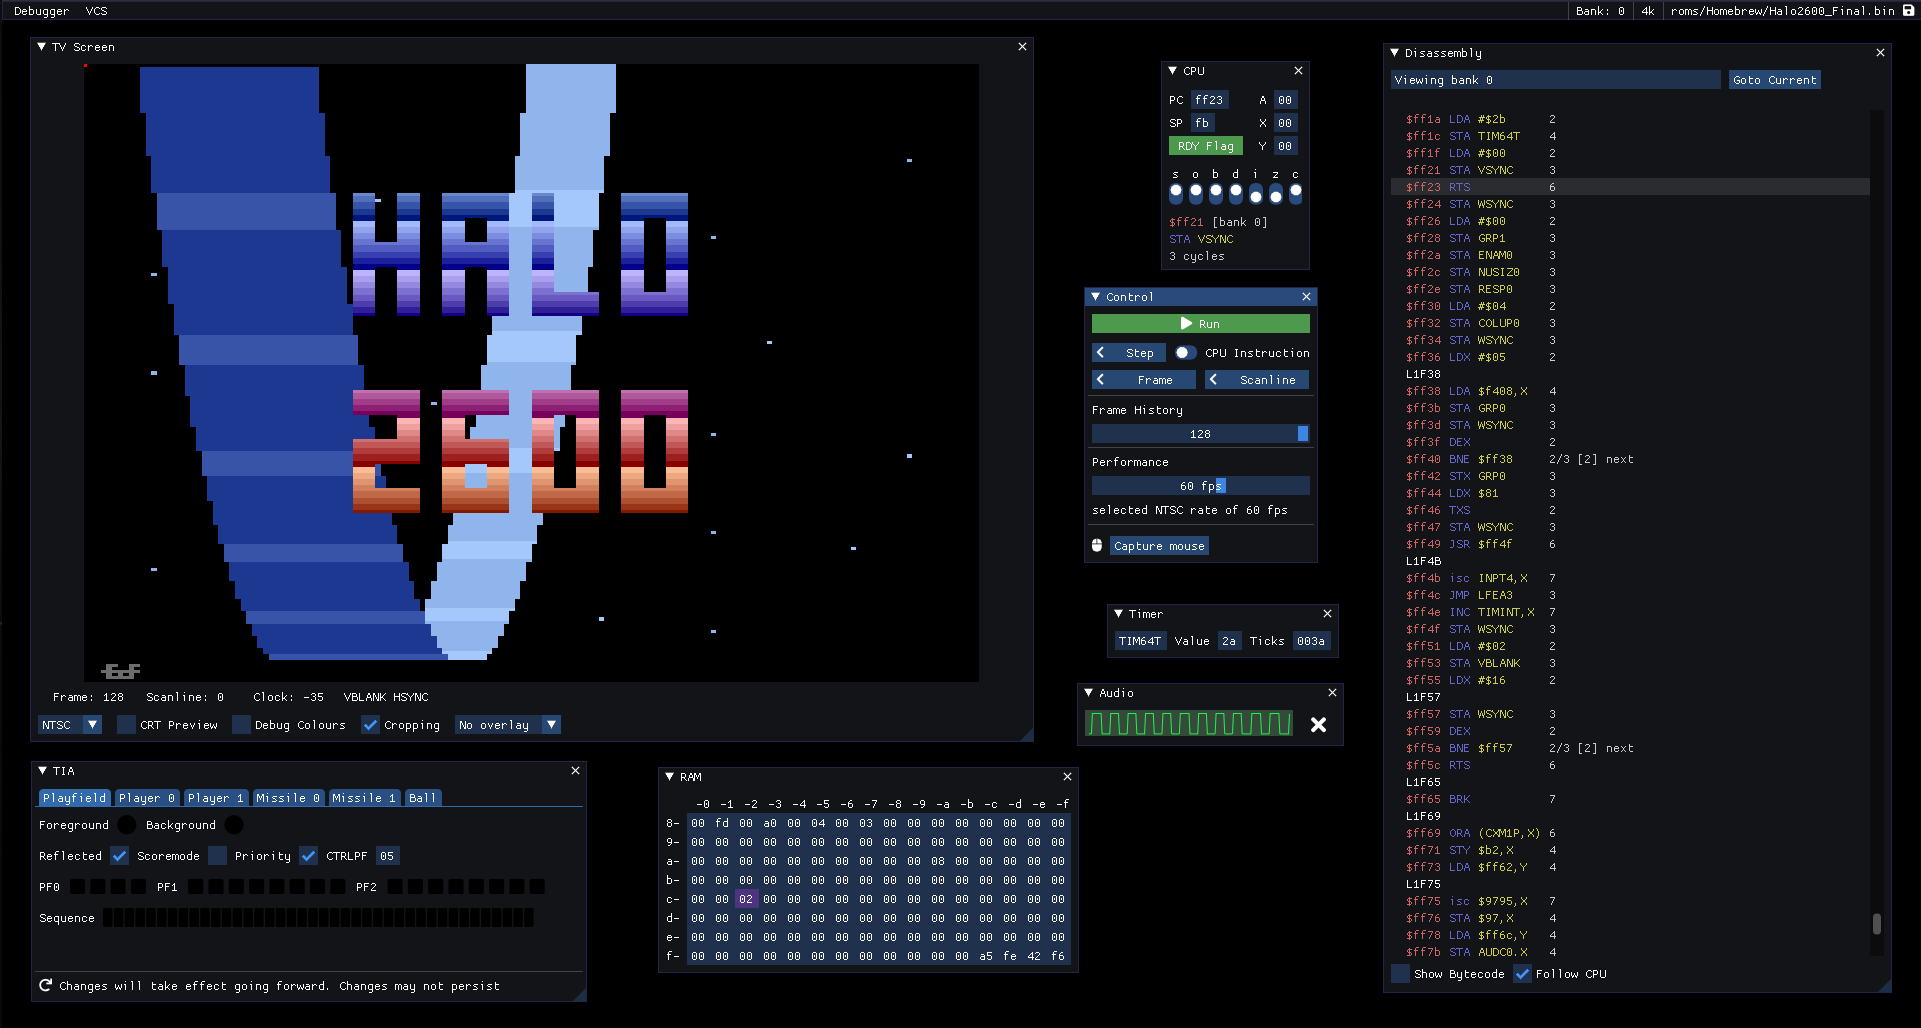 Debugger VCS Bank: 0 4k roms/Homebrew/Halo2600_Final.bin
TV Screen
HALO
2600
Frame: 128 Scanline: 0 Clock: -35 VBLANK HSYNC
NTSC CRT Preview Debug Colours Cropping No overlay
TIA
Playfield Player 0 Player 1 Missile 0 Missile 1 Ball
Foreground Background
Reflected Scoremode Priority CTRLPF 05
PF0 PF1 PF2
Sequence
Changes will take effect going forward. Changes may not persist
CPU
PC ff23 A 00
SP fb X 00
RDY Flag Y 00
s o b d i z c
$ff21 [bank 0]
STA VSYNC
3 cycles
Control
Run
Step CPU Instruction
Frame Scanline
Frame History
128
Performance
60 fps
selected NTSC rate of 60 fps
Capture mouse
Timer
TIM64T Value 2a Ticks 003a
Audio
RAM
-0 -1 -2 -3 -4 -5 -6 -7 -8 -9 -a -b -c -d -e -f
8- 00 fd 00 a0 00 04 00 03 00 00 00 00 00 00 00 00
9- 00 00 00 00 00 00 00 00 00 00 00 00 00 00 00 00
a- 00 00 00 00 00 00 00 00 00 00 08 00 00 00 00 00
b- 00 00 00 00 00 00 00 00 00 00 00 00 00 00 00 00
c- 00 00 02 00 00 00 00 00 00 00 00 00 00 00 00 00
d- 00 00 00 00 00 00 00 00 00 00 00 00 00 00 00 00
e- 00 00 00 00 00 00 00 00 00 00 00 00 00 00 00 00
f- 00 00 00 00 00 00 00 00 00 00 00 00 a5 fe 42 f6
Disassembly
Viewing bank 0 Goto Current
$ff1a LDA #$2b 2
$ff1c STA TIM64T 4
$ff1f LDA #$00 2
$ff21 STA VSYNC 3
$ff23 RTS 6
$ff24 STA WSYNC 3
$ff26 LDA #$00 2
$ff28 STA GRP1 3
$ff2a STA ENAM0 3
$ff2c STA NUSIZ0 3
$ff2e STA RESP0 3
$ff30 LDA #$04 2
$ff32 STA COLUP0 3
$ff34 STA WSYNC 3
$ff36 LDX #$05 2
L1F38
$ff38 LDA $f408,X 4
$ff3b STA GRP0 3
$ff3d STA WSYNC 3
$ff3f DEX 2
$ff40 BNE $ff38 2/3 [2] next
$ff42 STX GRP0 3
$ff44 LDX $81 3
$ff46 TXS 2
$ff47 STA WSYNC 3
$ff49 JSR $ff4f 6
L1F4B
$ff4b isc INPT4,X 7
$ff4c JMP LFEA3 3
$ff4e INC TIMINT,X 7
$ff4f STA WSYNC 3
$ff51 LDA #$02 2
$ff53 STA VBLANK 3
$ff55 LDX #$16 2
L1F57
$ff57 STA WSYNC 3
$ff59 DEX 2
$ff5a BNE $ff57 2/3 [2] next
$ff5c RTS 6
L1F65
$ff65 BRK 7
L1F69
$ff69 ORA (CXM1P,X) 6
$ff71 STY $b2,X 4
$ff73 LDA $ff62,Y 4
L1F75
$ff75 isc $9795,X 7
$ff76 STA $97,X 4
$ff78 LDA $ff6c,Y 4
$ff7b STA AUDC0,X 4
Show Bytecode Follow CPU